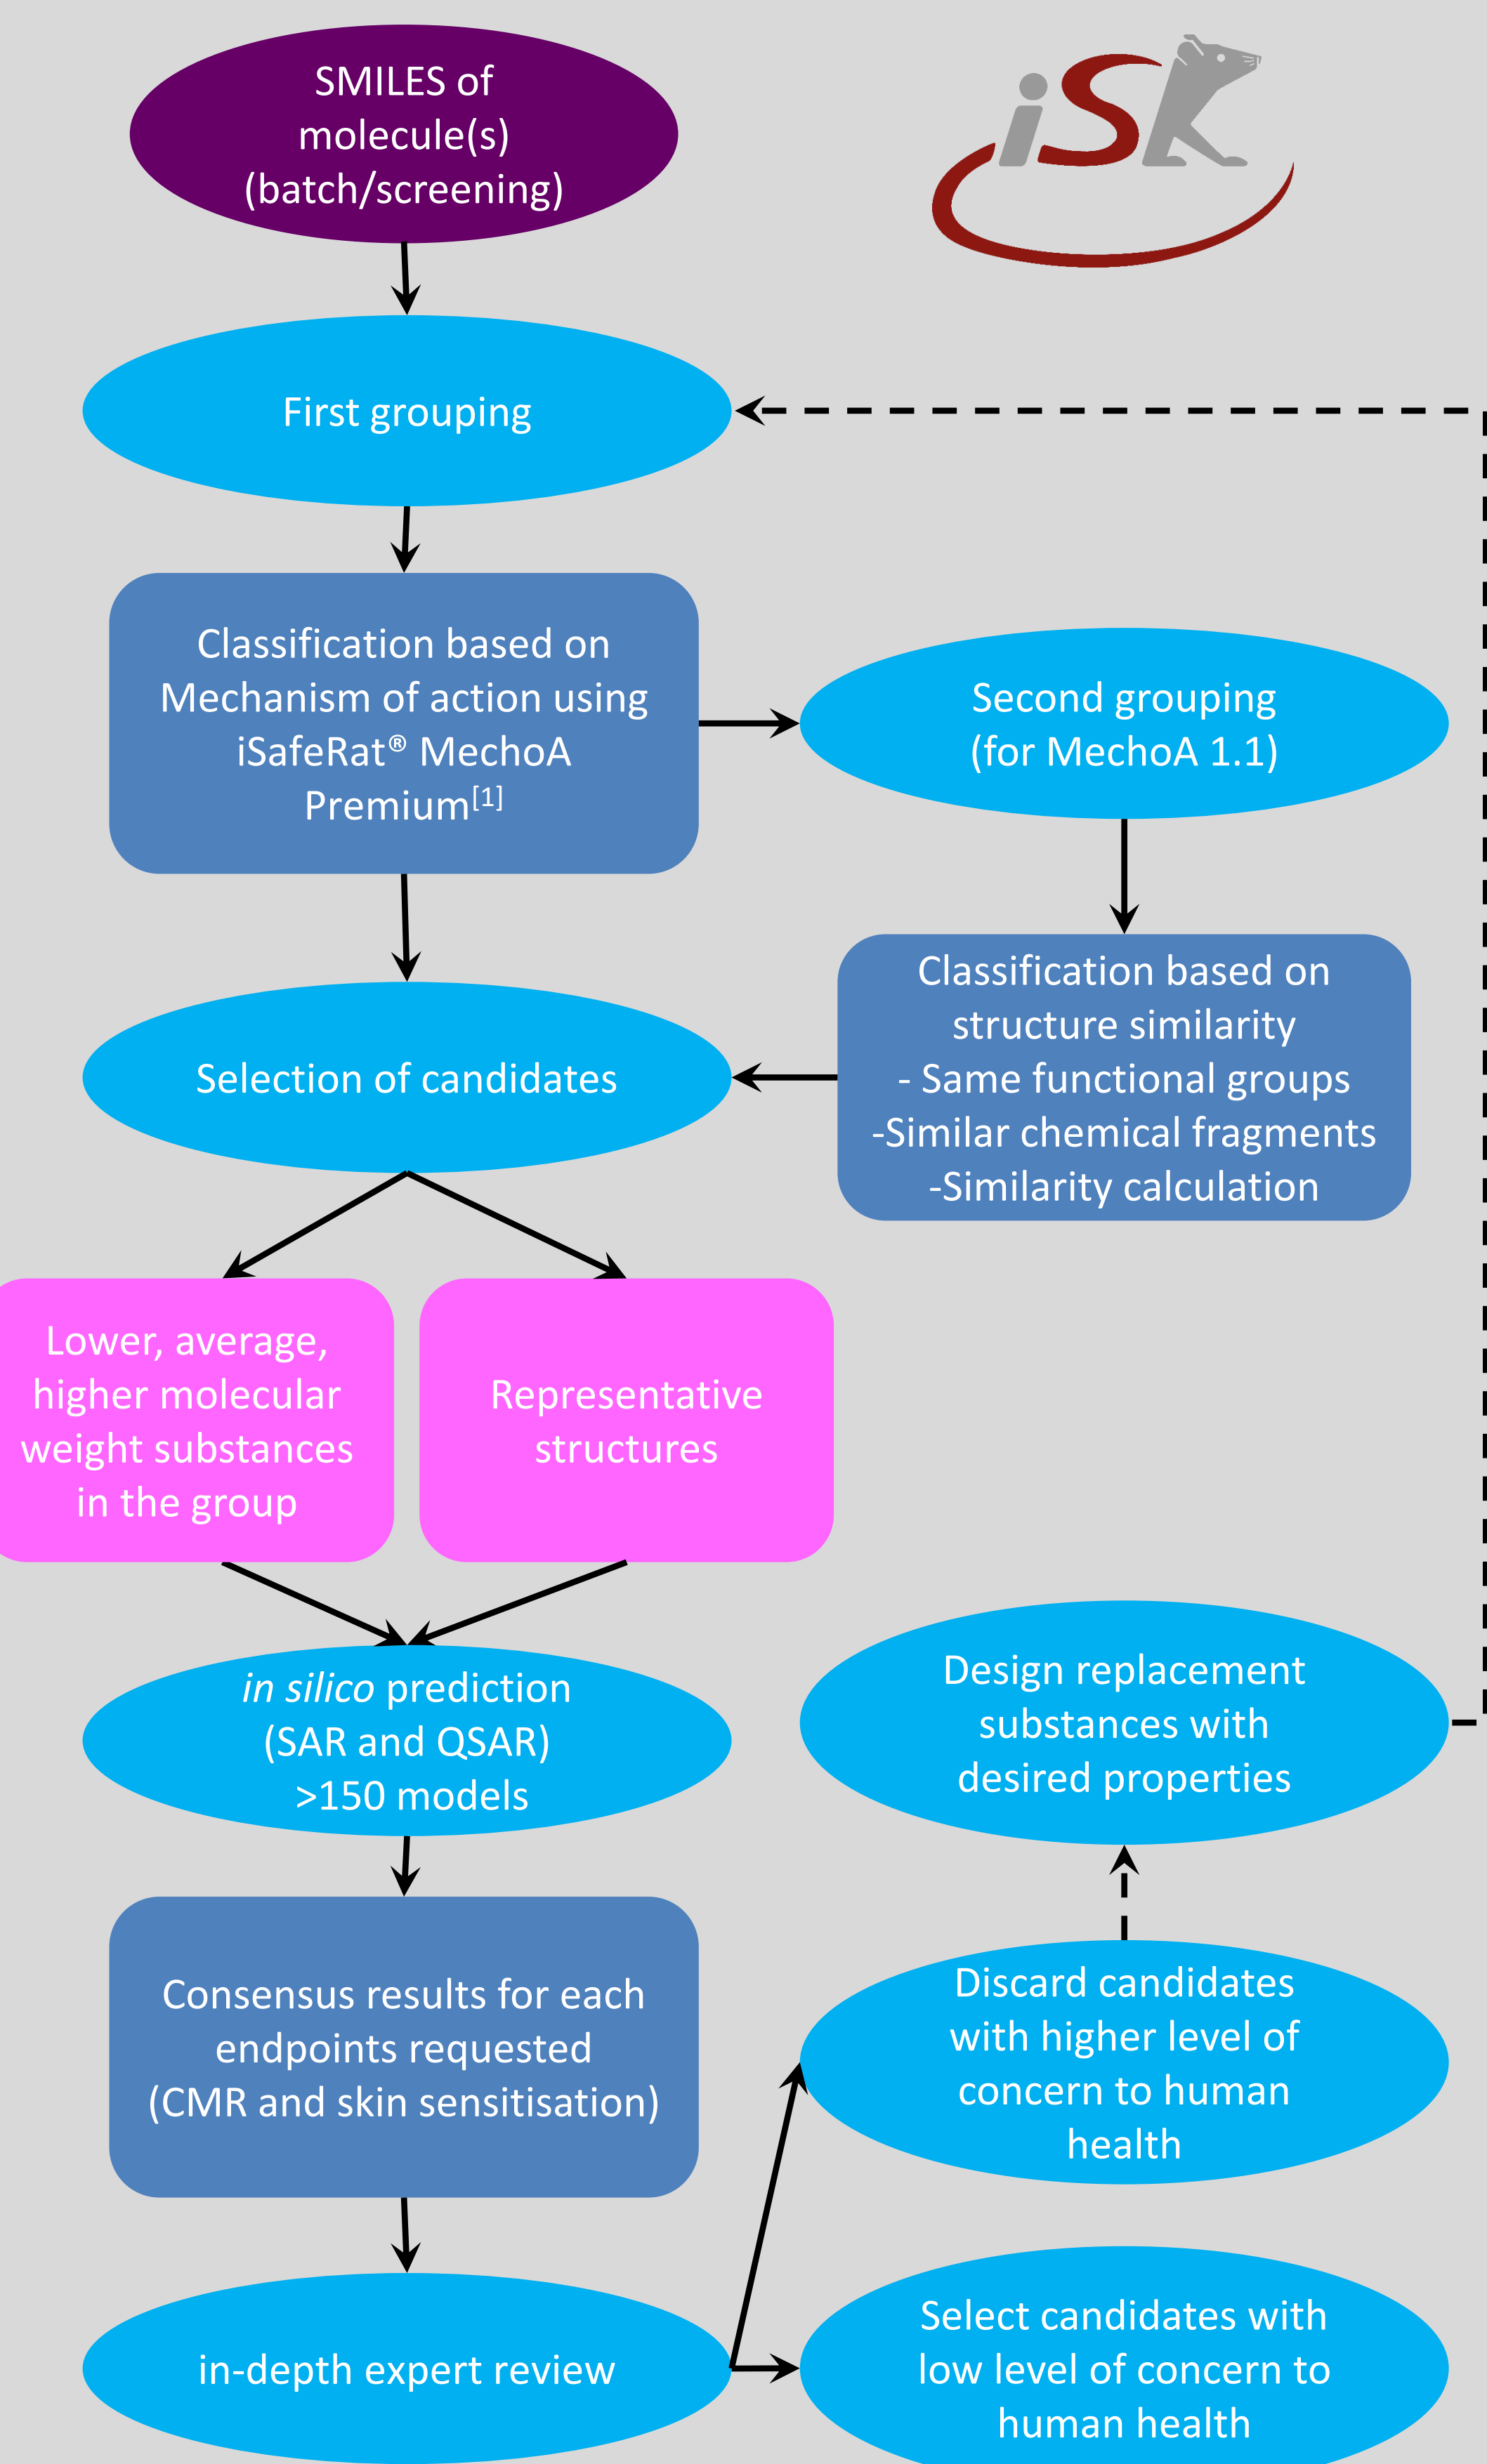 SMILES of
molecule(s)
(batch/screening)
iSR
First grouping
Classification based on
Mechanism of action using
iSafeRat® MechoA
Premium[1]
Second grouping
(for MechoA 1.1)
Classification based on
structure similarity
- Same functional groups
-Similar chemical fragments
-Similarity calculation
Selection of candidates
Lower, average,
higher molecular
weight substances
in the group
Representative
structures
in silico prediction
(SAR and QSAR)
>150 models
Design replacement
substances with
desired properties
Consensus results for each
endpoints requested
(CMR and skin sensitisation)
Discard candidates
with higher level of
concern to human
health
in-depth expert review
Select candidates with
low level of concern to
human health